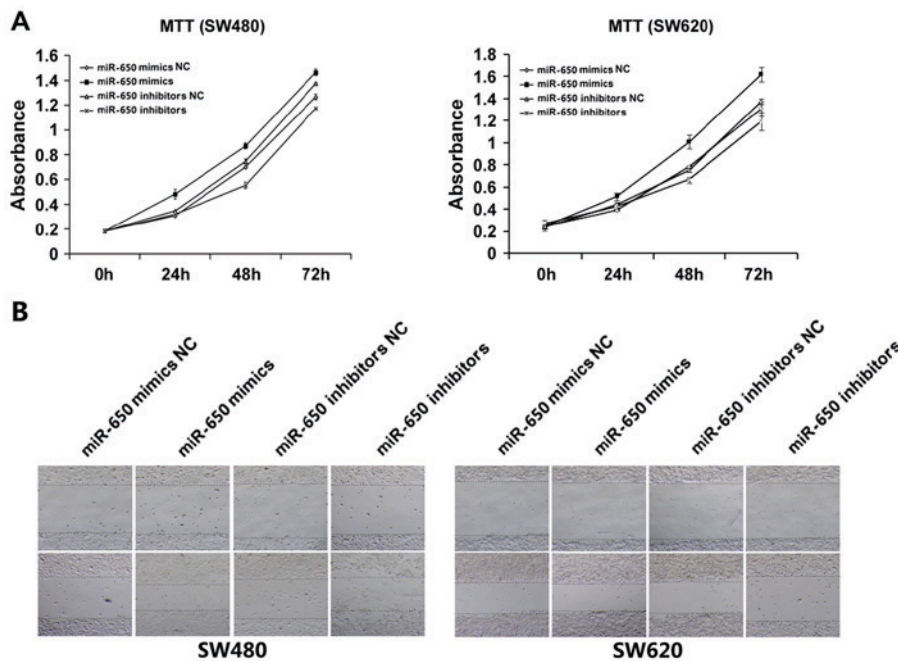 A
MTT (SW480)
miR-650 mimics NC
miR-650 mimics
miR-650 inhibitors NC
miR-650 inhibitors
Absorbance
1.6
1.4
1.2
1
0.8
0.6
0.4
0.2
0
0h 24h 48h 72h
MTT (SW620)
miR-650 mimics NC
miR-650 mimics
miR-650 inhibitors NC
miR-650 inhibitors
Absorbance
1.8
1.6
1.4
1.2
1
0.8
0.6
0.4
0.2
0
0h 24h 48h 72h
B
miR-650 mimics NC
miR-650 mimics
miR-650 inhibitors NC
miR-650 inhibitors
miR-650 mimics NC
miR-650 mimics
miR-650 inhibitors NC
miR-650 inhibitors
SW480
SW620